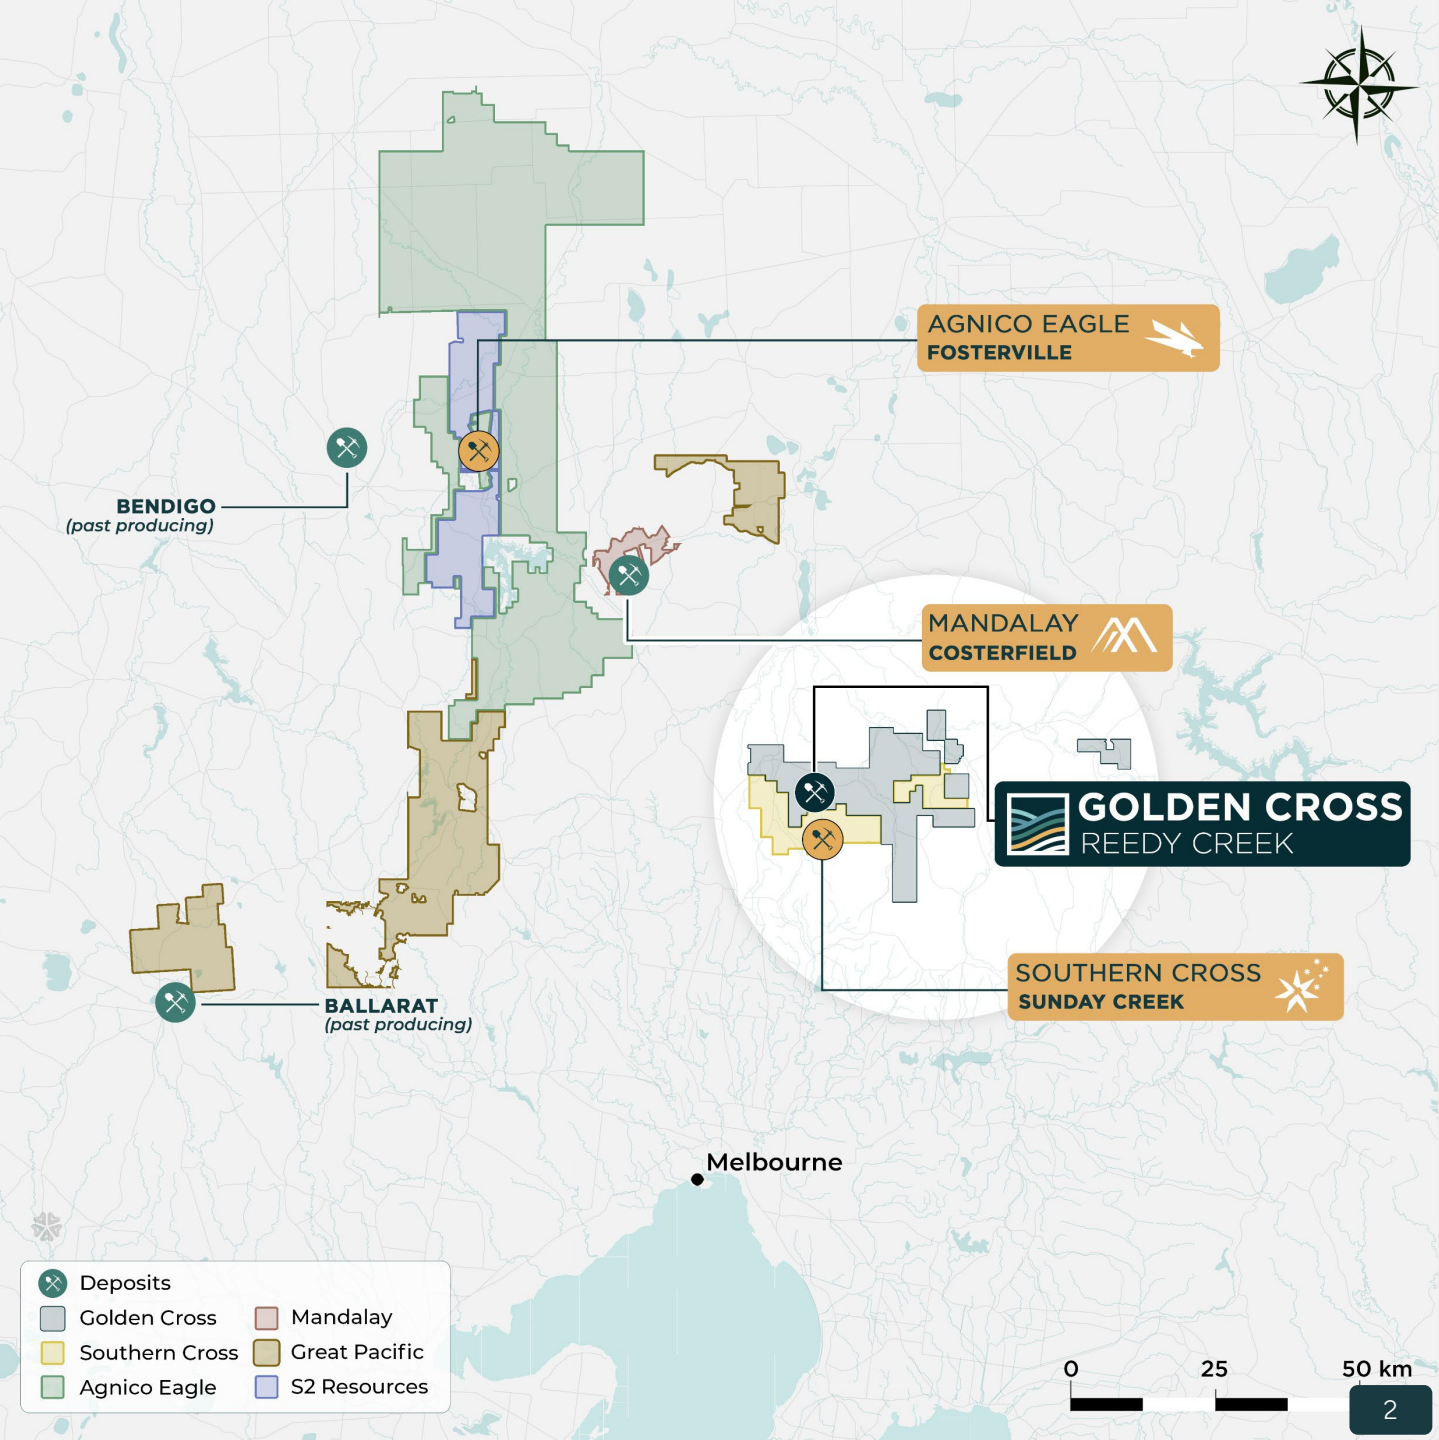 AGNICO EAGLE
FOSTERVILLE
BENDIGO
(past producing)
MANDALAY
COSTERFIELD
GOLDEN CROSS
REEDY CREEK
SOUTHERN CROSS
SUNDAY CREEK
BALLARAT
(past producing)
Melbourne
Deposits
Golden Cross
Southern Cross
Agnico Eagle
Mandalay
Great Pacific
S2 Resources
0 25 50 km
2